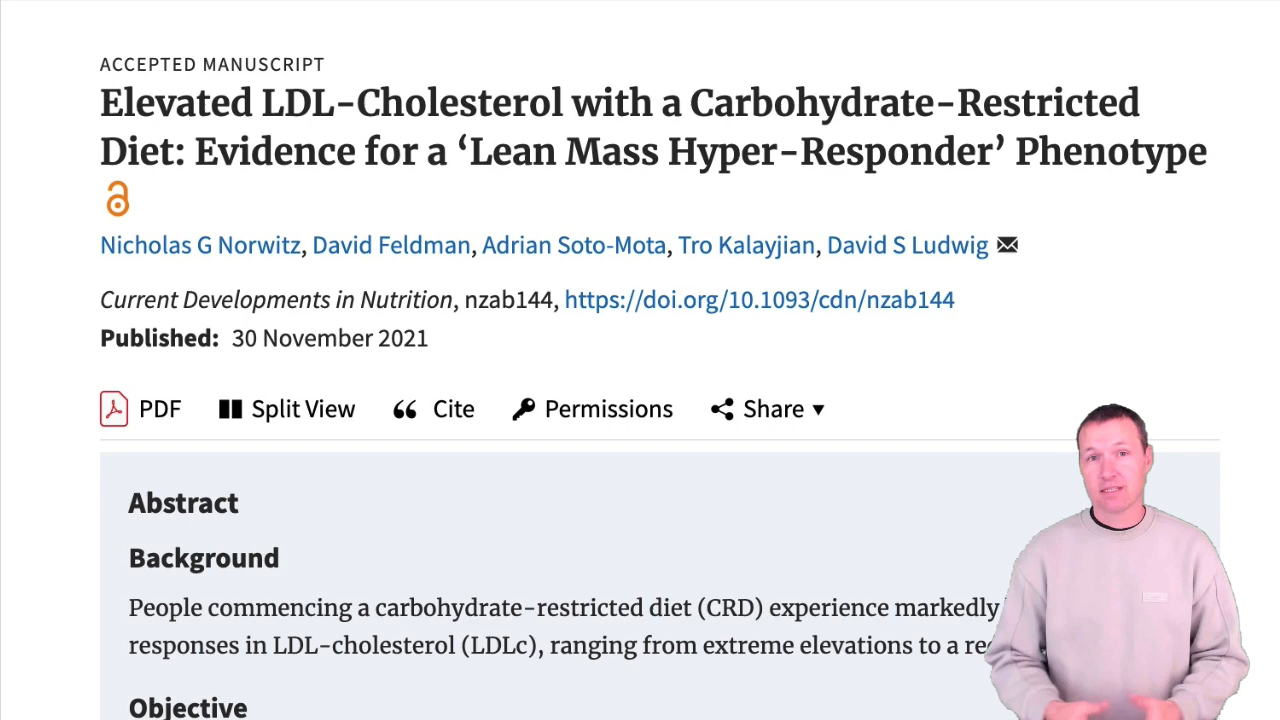 ACCEPTED MANUSCRIPT
Elevated LDL-Cholesterol with a Carbohydrate-Restricted
Diet: Evidence for a ‘Lean Mass Hyper-Responder’ Phenotype
Nicholas G Norwitz, David Feldman, Adrian Soto-Mota, Tro Kalayjian, David S Ludwig
Current Developments in Nutrition, nzab144, https://doi.org/10.1093/cdn/nzab144
Published: 30 November 2021
PDF Split View Cite Permissions Share
Abstract
Background
People commencing a carbohydrate-restricted diet (CRD) experience markedly
responses in LDL-cholesterol (LDLc), ranging from extreme elevations to a
Objective